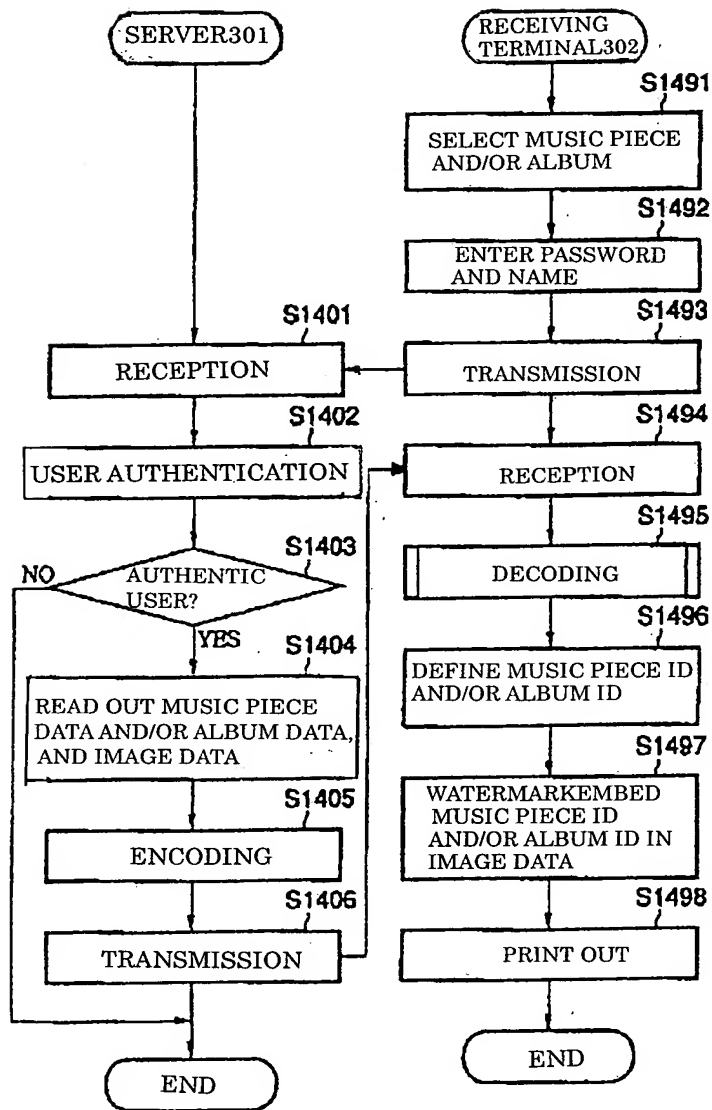 SERVER301
S1401
RECEPTION
S1402
USER AUTHENTICATION
S1403
NO
AUTHENTIC
USER?
YES
S1404
READ OUT MUSIC PIECE
DATA AND/OR ALBUM DATA,
AND IMAGE DATA
S1405
ENCODING
S1406
TRANSMISSION
END
RECEIVING
TERMINAL302
S1491
SELECT MUSIC PIECE
AND/OR ALBUM
S1492
ENTER PASSWORD
AND NAME
S1493
TRANSMISSION
S1494
RECEPTION
S1495
DECODING
S1496
DEFINE MUSIC PIECE ID
AND/OR ALBUM ID
S1497
WATERMARKEMBED
MUSIC PIECE ID
AND/OR ALBUM ID IN
IMAGE DATA
S1498
PRINT OUT
END